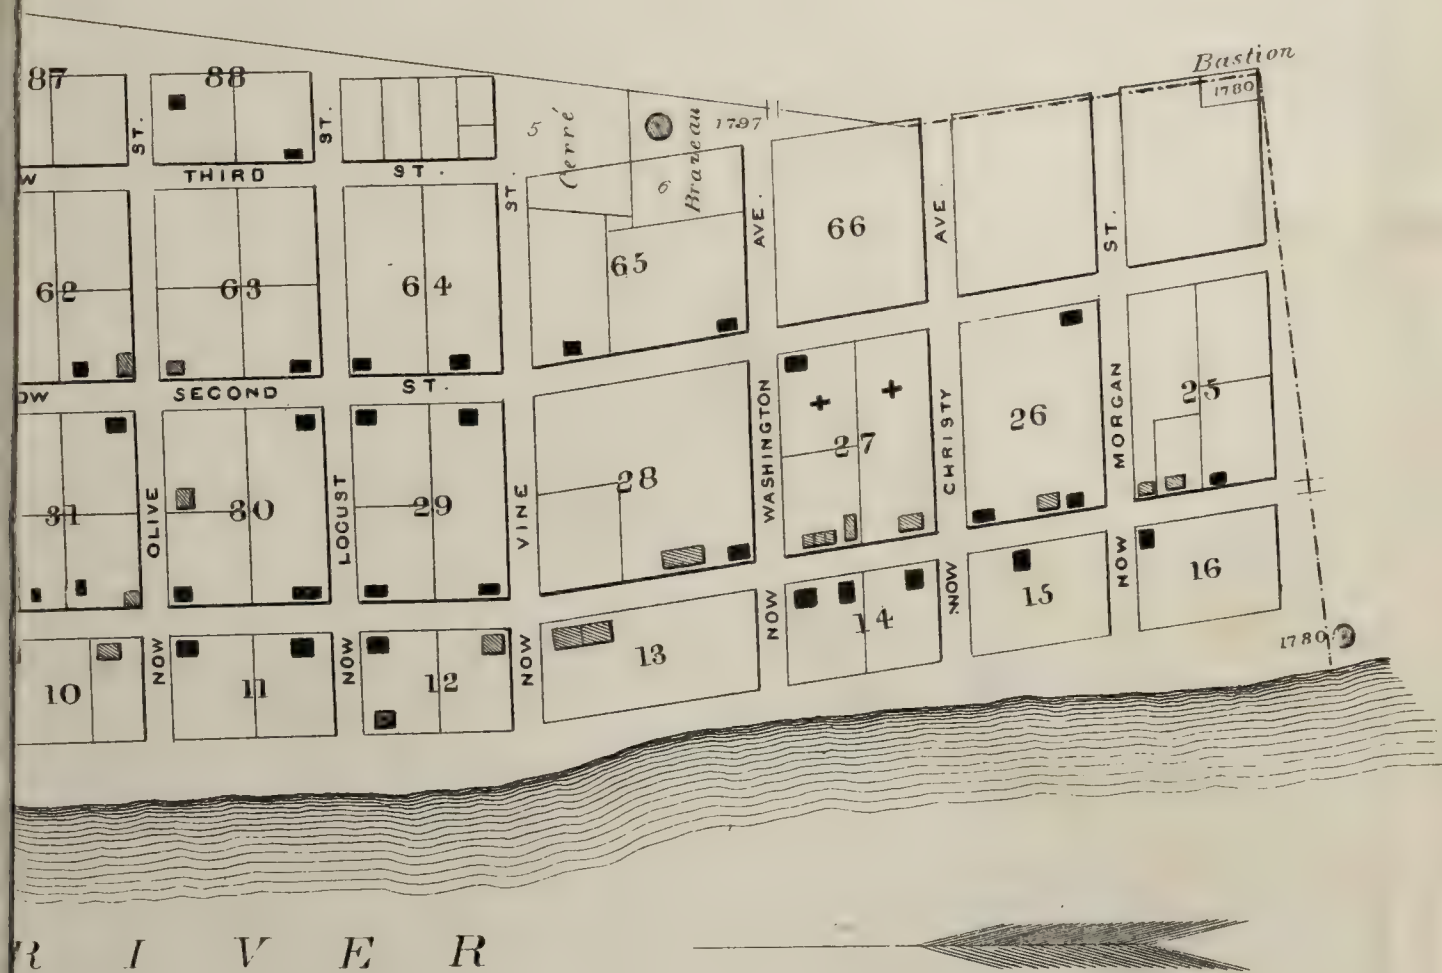 Bastion
1780
87
88
ST.
ST.
5
Cerré
6
Brazeau
1797
W
THIRD
ST.
ST.
AVE.
AVE.
ST.
66
62
63
64
65
OW
SECOND
ST.
WASHINGTON
CHRISTY
MORGAN
25
26
27
28
29
30
31
OLIVE
LOCUST
VINE
NOW
NOW
NOW
NOW
NOW
NOW
10
11
12
13
14
15
16
1780
RIVER